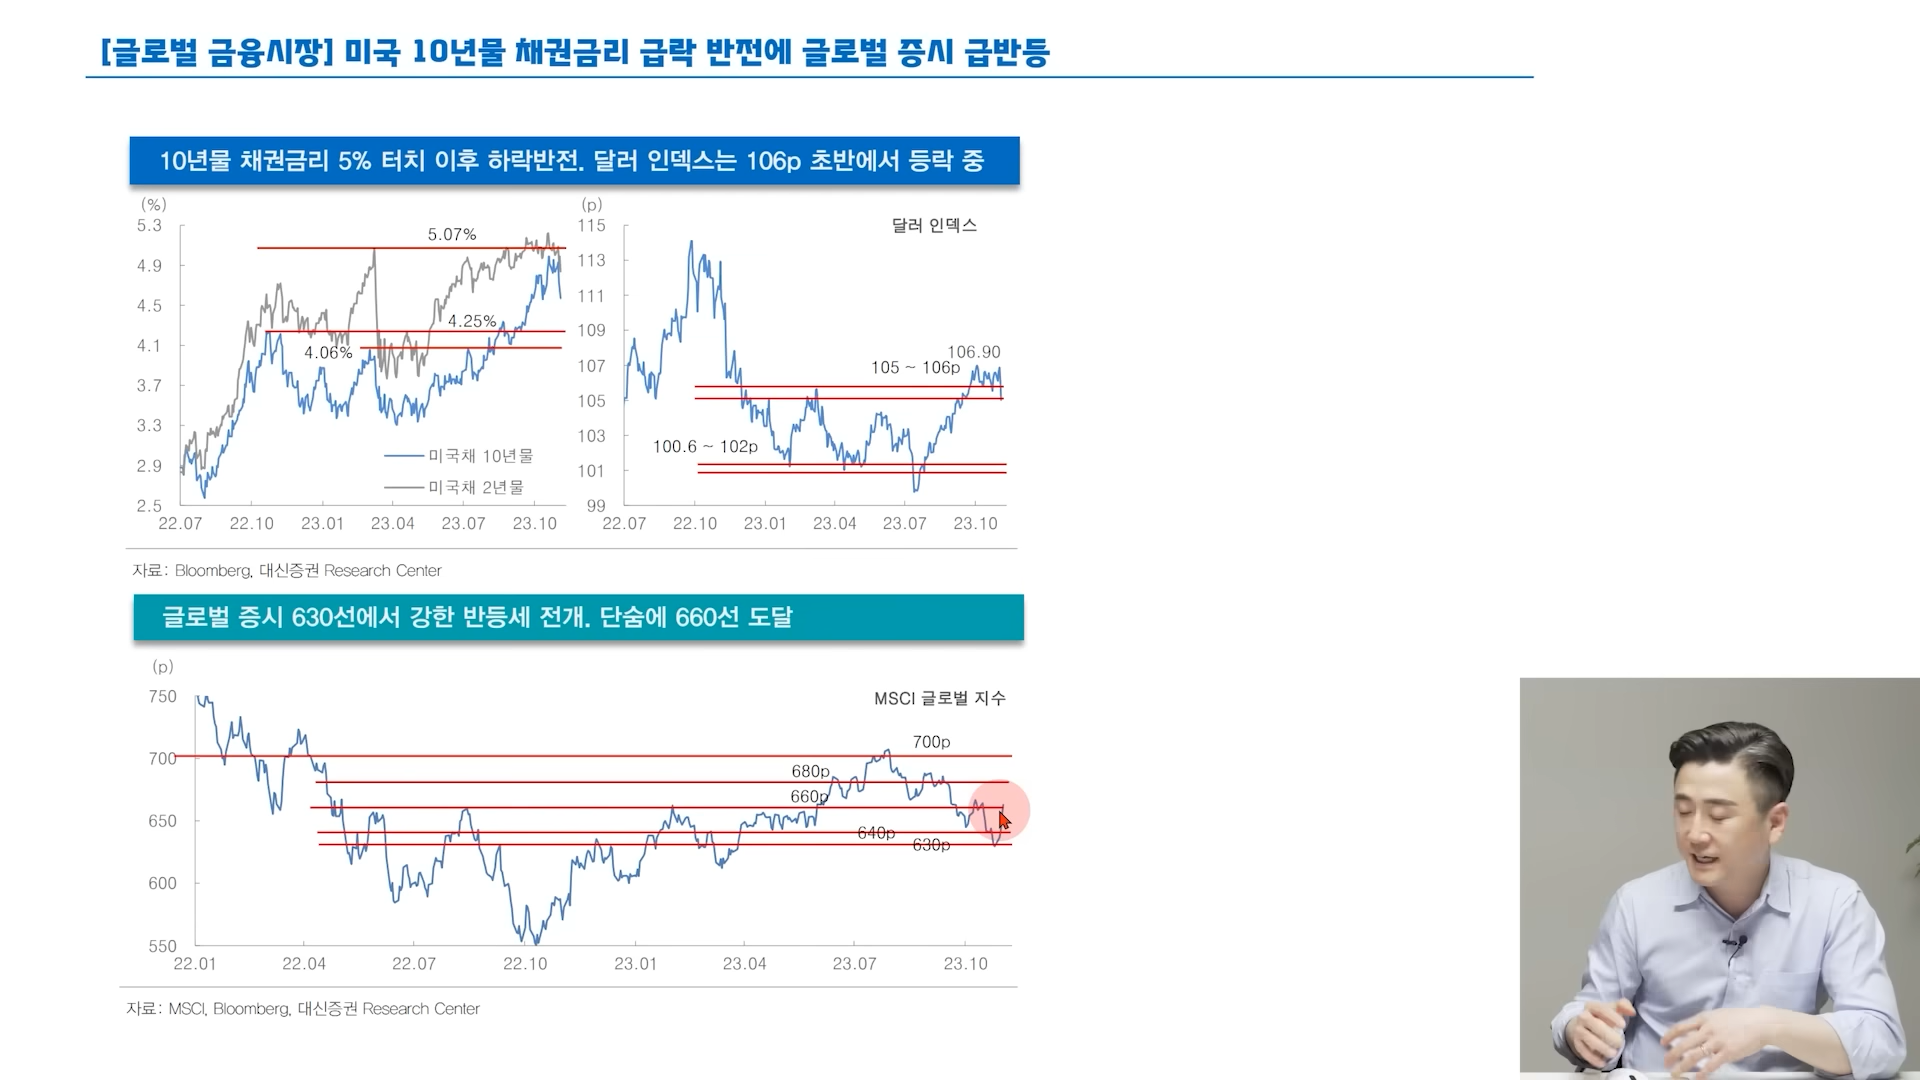 [글로벌 금융시장] 미국 10년물 채권금리 급락 반전에 글로벌 증시 급반등
10년물 채권금리 5% 터치 이후 하락반전. 달러 인덱스는 106p 초반에서 등락 중
(%)
5.3
4.9
4.5
4.1
3.7
3.3
2.9
2.5
5.07%
4.25%
4.06%
미국채 10년물
미국채 2년물
22.07 22.10 23.01 23.04 23.07 23.10
(p)
달러 인덱스
115
113
111
109
107
105
103
101
99
106.90
105 ~ 106p
100.6 ~ 102p
22.07 22.10 23.01 23.04 23.07 23.10
자료: Bloomberg, 대신증권 Research Center
글로벌 증시 630선에서 강한 반등세 전개. 단숨에 660선 도달
(p)
MSCI 글로벌 지수
750
700
650
600
550
700p
680p
660p
640p
630p
22.01 22.04 22.07 22.10 23.01 23.04 23.07 23.10
자료: MSCI, Bloomberg, 대신증권 Research Center